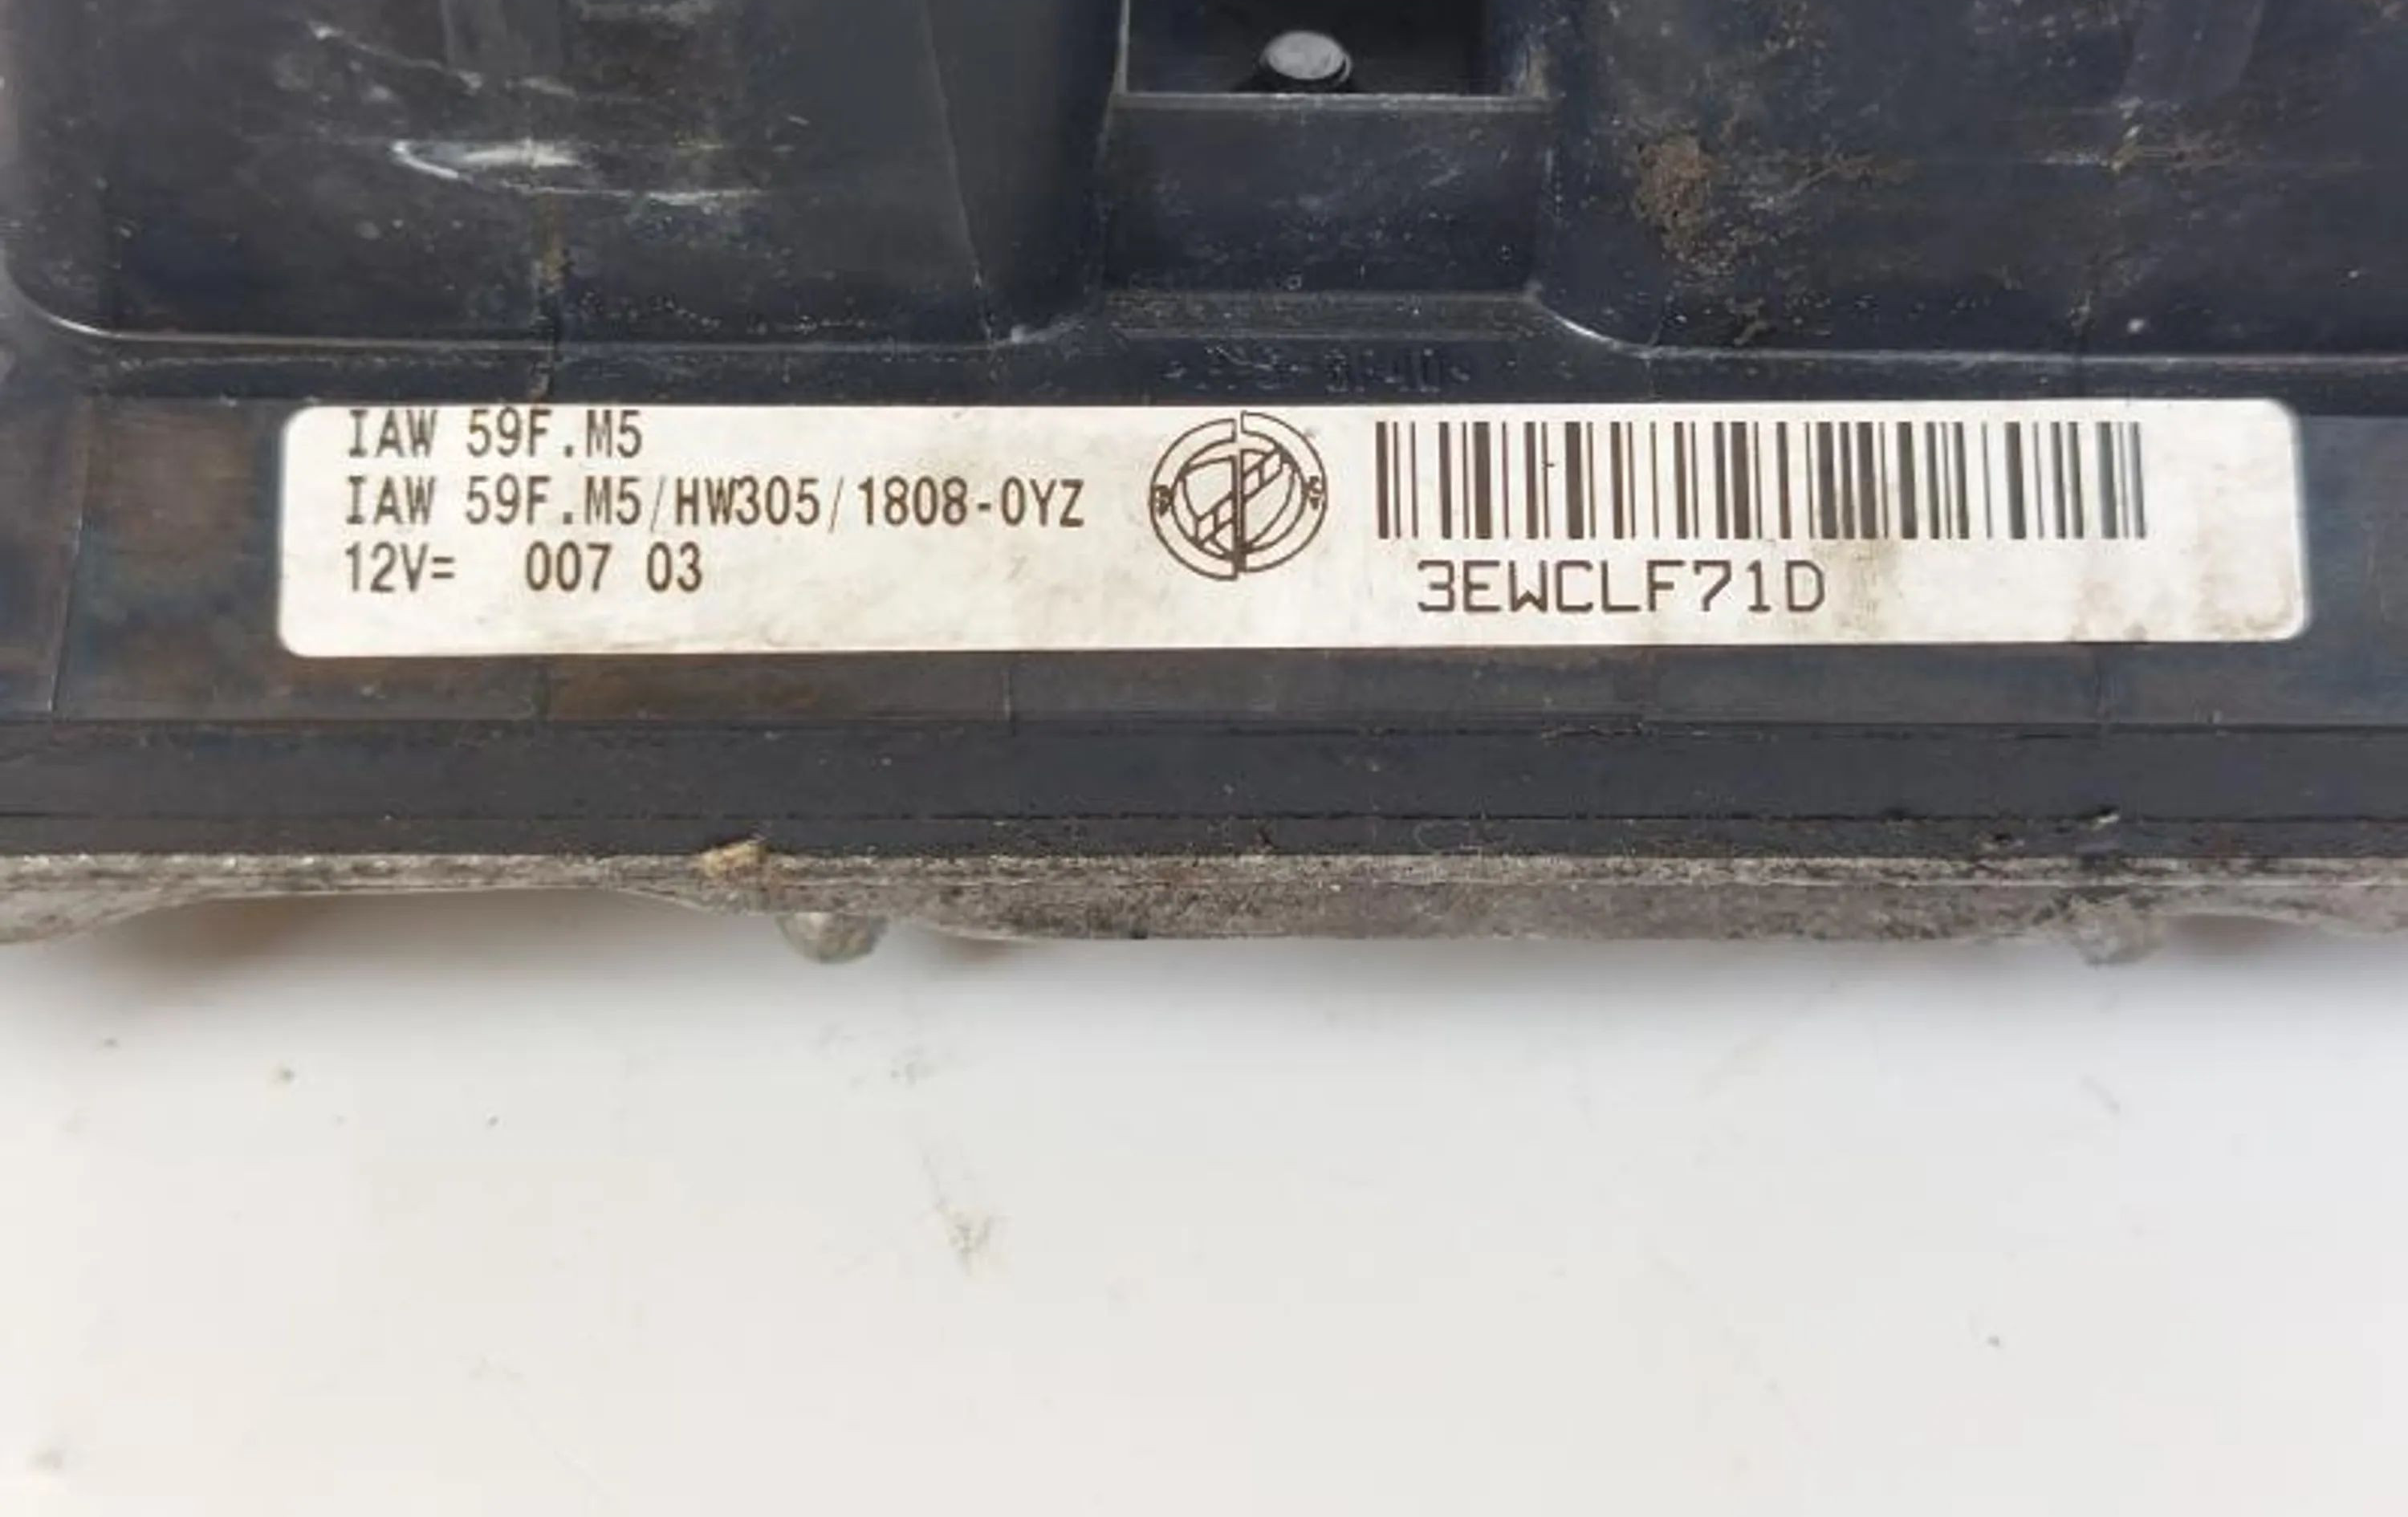 IAW 59F.M5
IAW 59F.M5/HW305/1808-0YZ
12V= 007 03
3EWCLF71D